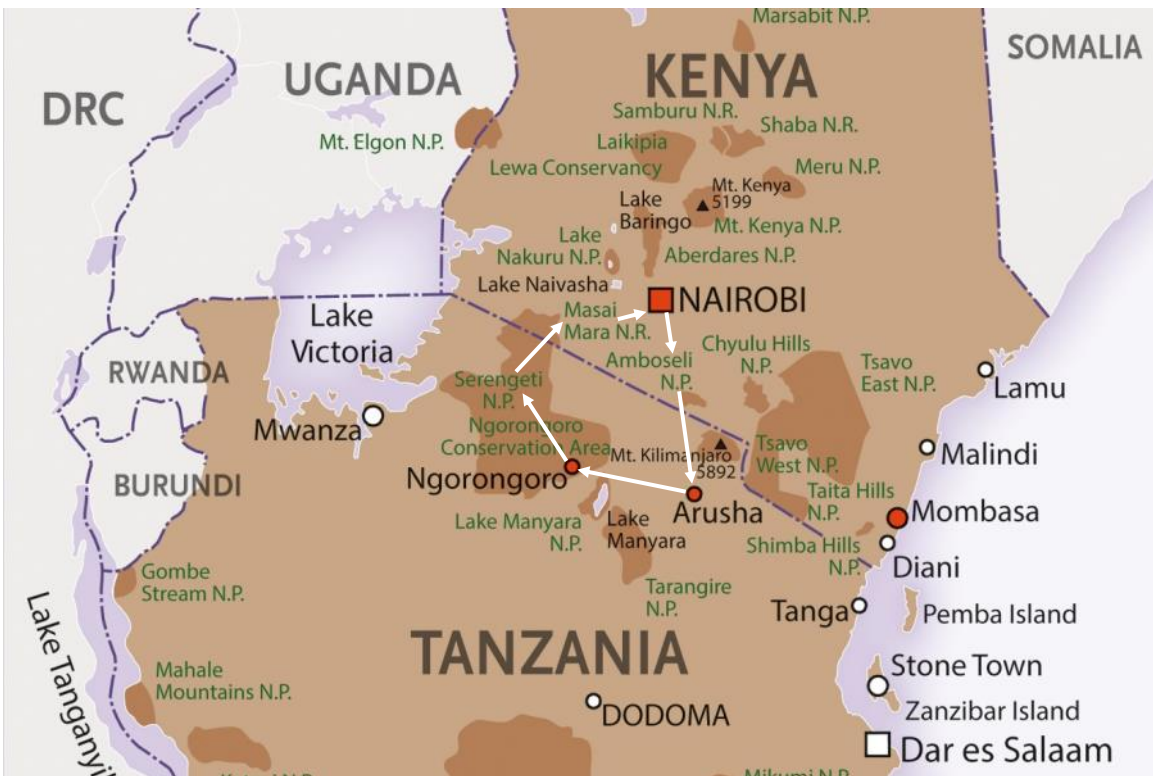 Marsabit N.P.
SOMALIA
KENYA
UGANDA
DRC
Samburu N.R.
Shaba N.R.
Mt. Elgon N.P.
Laikipia
Lewa Conservancy
Meru N.P.
Mt. Kenya
5199
Lake
Baringo
Mt. Kenya N.P.
Lake
Nakuru N.P.
Aberdares N.P.
Lake Naivasha
NAIROBI
Masai
Mara N.R.
Lake
Victoria
Chyulu Hills
N.P.
Amboseli
N.P.
Tsavo
East N.P.
RWANDA
Serengeti
N.P.
Lamu
Mwanza
Ngorongoro
Conservation Area
Mt. Kilimanjaro
5892
Tsavo
West N.P.
Malindi
Ngorongoro
BURUNDI
Arusha
Taita Hills
N.P.
Mombasa
Lake Manyara
N.P.
Lake
Manyara
Shimba Hills
N.P.
Diani
Gombe
Stream N.P.
Tarangire
N.P.
Tanga
Pemba Island
TANZANIA
Stone Town
Mahale
Mountains N.P.
Zanzibar Island
DODOMA
Dar es Salaam
Lake
Mikumi N.P.